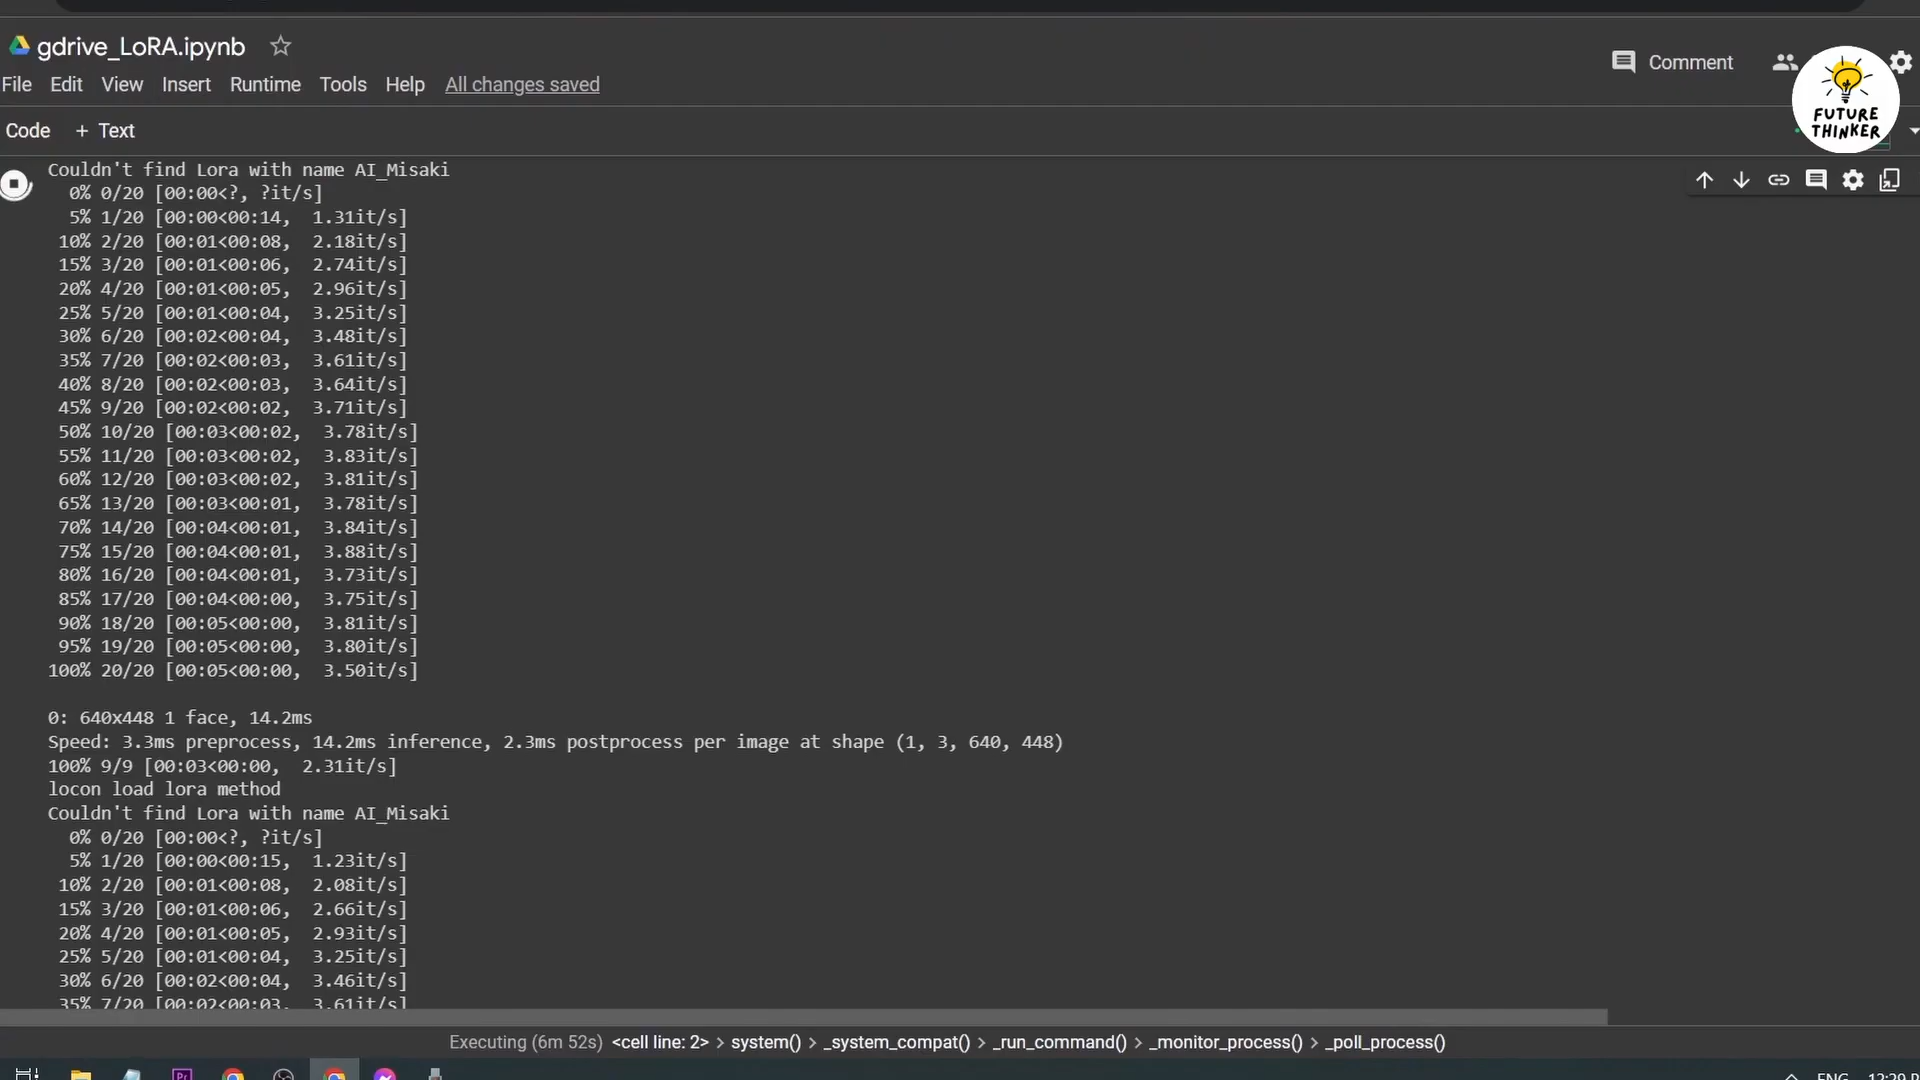 gdrive_LoRA.ipynb
Comment
File Edit View Insert Runtime Tools Help All changes saved
FUTURE
THINKER
Code + Text
Couldn't find Lora with name AI_Misaki
0% 0/20 [00:00<?, ?it/s]
5% 1/20 [00:00<00:14, 1.31it/s]
10% 2/20 [00:01<00:08, 2.18it/s]
15% 3/20 [00:01<00:06, 2.74it/s]
20% 4/20 [00:01<00:05, 2.96it/s]
25% 5/20 [00:01<00:04, 3.25it/s]
30% 6/20 [00:02<00:04, 3.48it/s]
35% 7/20 [00:02<00:03, 3.61it/s]
40% 8/20 [00:02<00:03, 3.64it/s]
45% 9/20 [00:02<00:02, 3.71it/s]
50% 10/20 [00:03<00:02, 3.78it/s]
55% 11/20 [00:03<00:02, 3.83it/s]
60% 12/20 [00:03<00:02, 3.81it/s]
65% 13/20 [00:03<00:01, 3.78it/s]
70% 14/20 [00:04<00:01, 3.84it/s]
75% 15/20 [00:04<00:01, 3.88it/s]
80% 16/20 [00:04<00:01, 3.73it/s]
85% 17/20 [00:04<00:00, 3.75it/s]
90% 18/20 [00:05<00:00, 3.81it/s]
95% 19/20 [00:05<00:00, 3.80it/s]
100% 20/20 [00:05<00:00, 3.50it/s]
0: 640x448 1 face, 14.2ms
Speed: 3.3ms preprocess, 14.2ms inference, 2.3ms postprocess per image at shape (1, 3, 640, 448)
100% 9/9 [00:03<00:00, 2.31it/s]
locon load lora method
Couldn't find Lora with name AI_Misaki
0% 0/20 [00:00<?, ?it/s]
5% 1/20 [00:00<00:15, 1.23it/s]
10% 2/20 [00:01<00:08, 2.08it/s]
15% 3/20 [00:01<00:06, 2.66it/s]
20% 4/20 [00:01<00:05, 2.93it/s]
25% 5/20 [00:01<00:04, 3.25it/s]
30% 6/20 [00:02<00:04, 3.46it/s]
35% 7/20 [00:02<00:03, 3.61it/s]
Executing (6m 52s) <cell line: 2> > system() > _system_compat() > _run_command() > _monitor_process() > _poll_process()
Pr
ENG 12:29